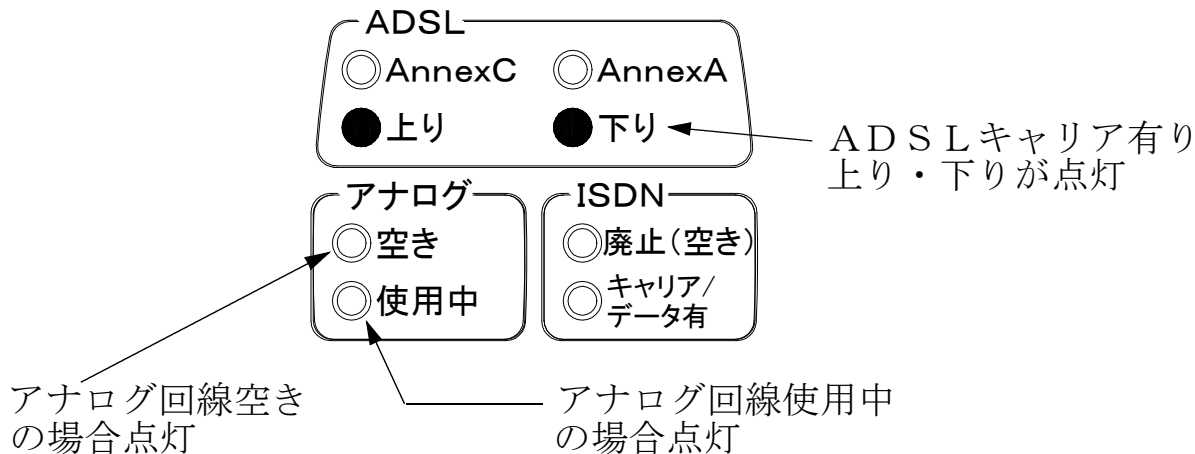 ADSL
AnnexC AnnexA
上り 下り
ＡＤＳＬキャリア有り
上り・下りが点灯
アナログ ISDN
空き 廃止(空き)
使用中 キャリア/
データ有
アナログ回線空き
の場合点灯
アナログ回線使用中
の場合点灯